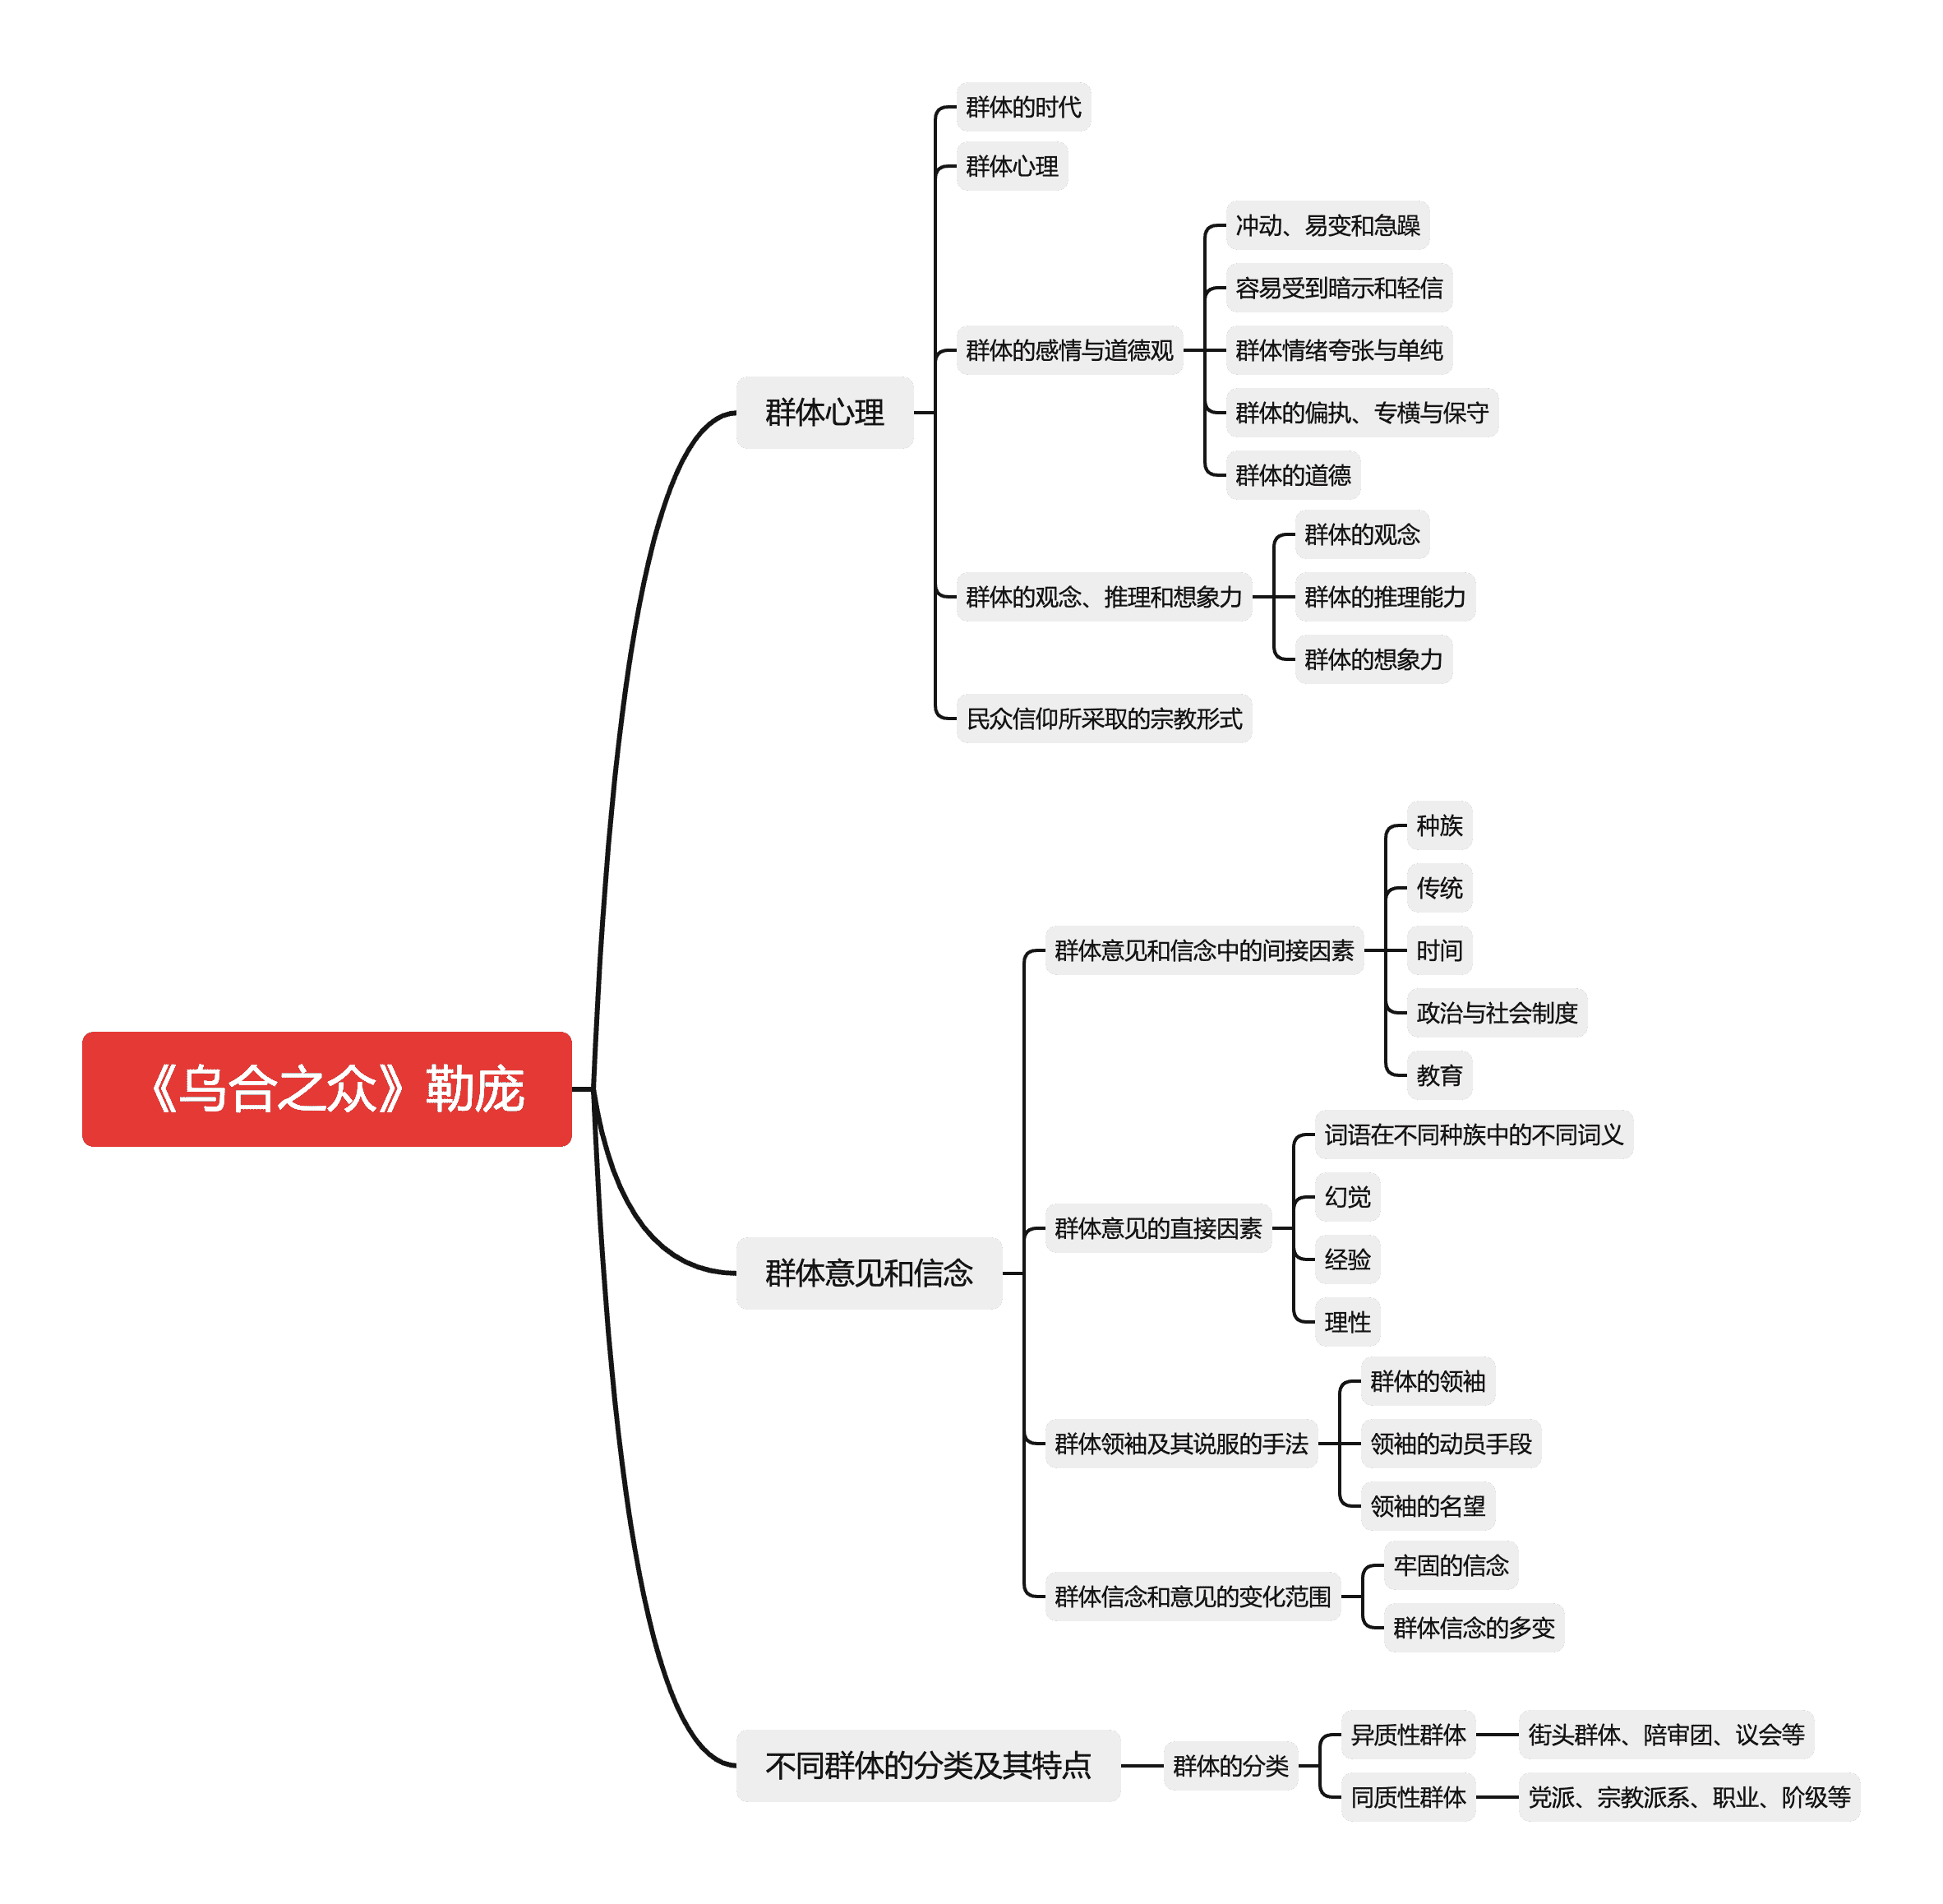 《乌合之众》勒庞
群体心理
群体的时代
群体心理
群体的感情与道德观
冲动、易变和急躁
容易受到暗示和轻信
群体情绪夸张与单纯
群体的偏执、专横与保守
群体的道德
群体的观念、推理和想象力
群体的观念
群体的推理能力
群体的想象力
民众信仰所采取的宗教形式
群体意见和信念
群体意见和信念中的间接因素
种族
传统
时间
政治与社会制度
教育
群体意见的直接因素
词语在不同种族中的不同词义
幻觉
经验
理性
群体领袖及其说服的手法
群体的领袖
领袖的动员手段
领袖的名望
群体信念和意见的变化范围
牢固的信念
群体信念的多变
不同群体的分类及其特点
群体的分类
异质性群体
街头群体、陪审团、议会等
同质性群体
党派、宗教派系、职业、阶级等